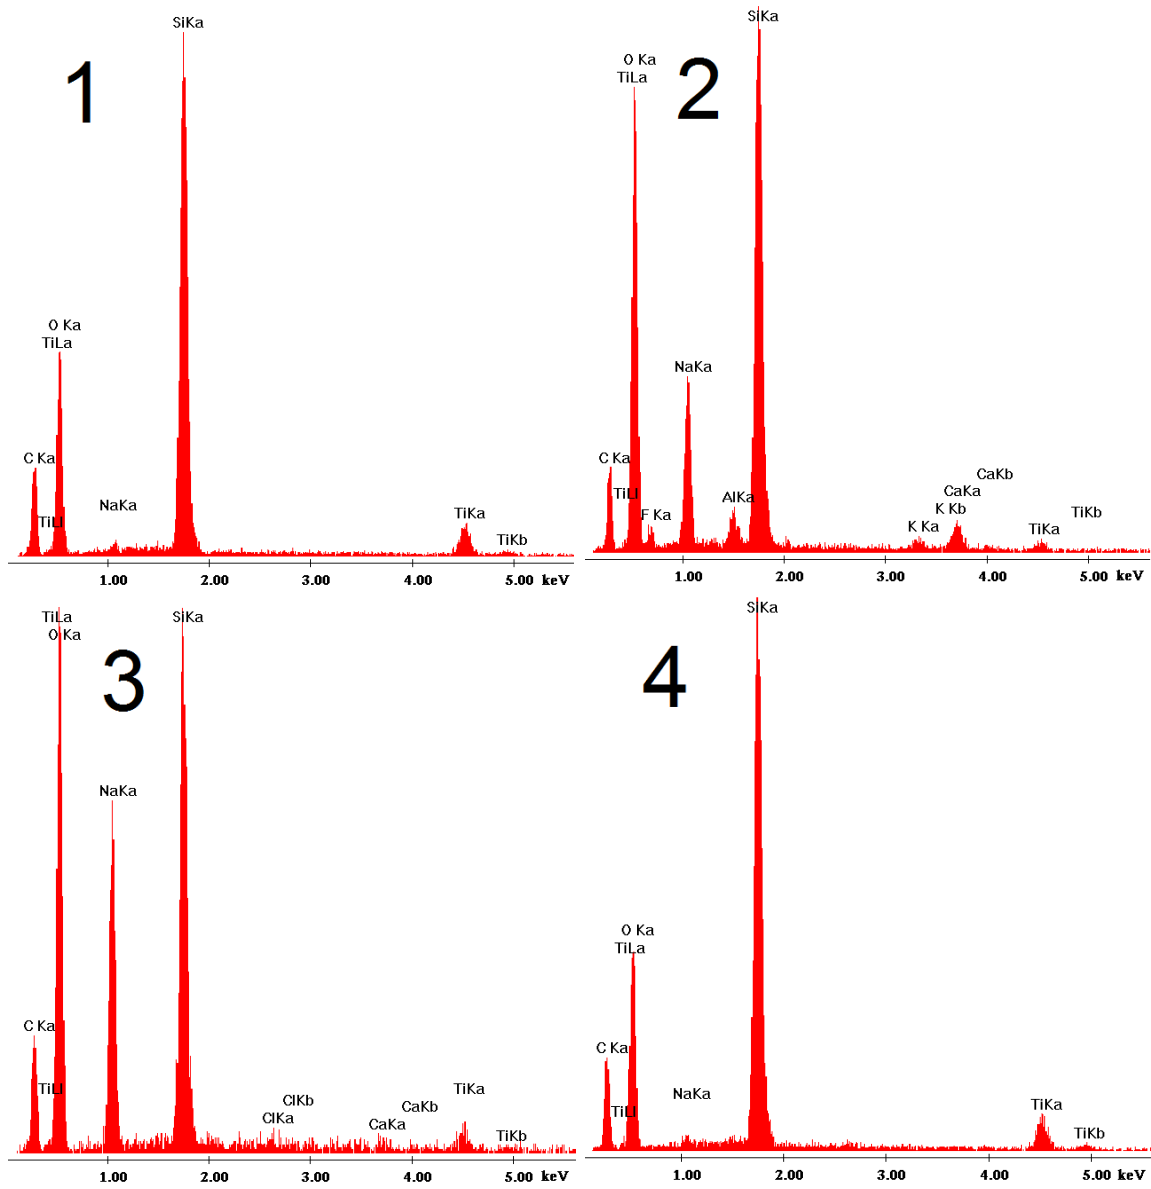 SiKa
1
O Ka
TiLa
C Ka
TiLl
NaKa
TiKa
TiKb
1.00 2.00 3.00 4.00 5.00 keV
SiKa
2
O Ka
TiLa
NaKa
C Ka
TiLl
F Ka
AlKa
CaKb
CaKa
K Kb
K Ka
TiKa
TiKb
1.00 2.00 3.00 4.00 5.00 keV
TiLa
O Ka
SiKa
3
NaKa
C Ka
TiLl
ClKb
ClKa
CaKb
CaKa
TiKa
TiKb
1.00 2.00 3.00 4.00 5.00 keV
SiKa
4
O Ka
TiLa
C Ka
TiLl
NaKa
TiKa
TiKb
1.00 2.00 3.00 4.00 5.00 keV